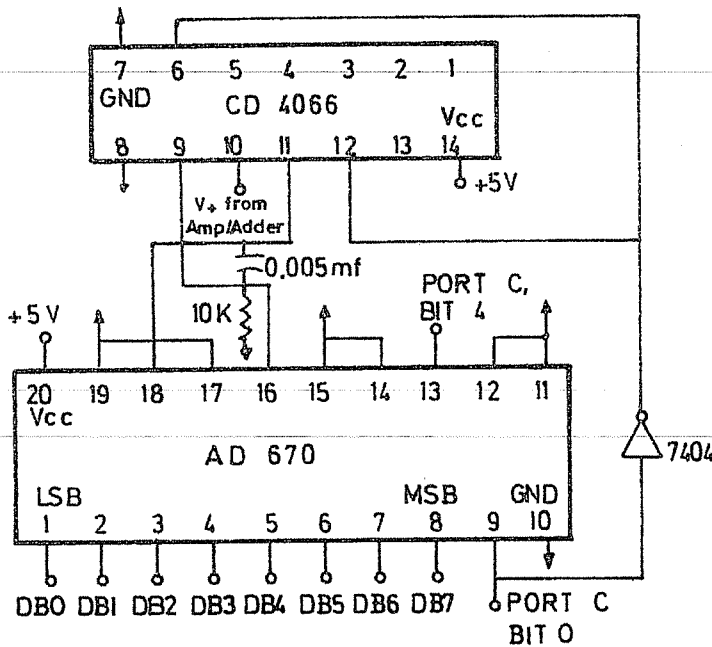 7 6 5 4 3 2 1
GND
CD 4066
Vcc
8 9 10 11 12 13 14
+5V
V+ from
Amp/Adder
0.005mf
10K
PORT C,
BIT 4
+5V
20 19 18 17 16 15 14 13 12 11
Vcc
AD 670
7404
LSB MSB GND
1 2 3 4 5 6 7 8 9 10
DB0 DB1 DB2 DB3 DB4 DB5 DB6 DB7 PORT C
BIT 0